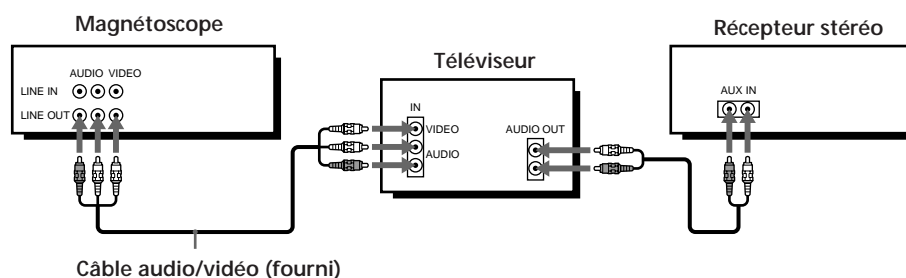 Magnétoscope
AUDIO VIDEO
LINE IN
LINE OUT
Téléviseur
IN
VIDEO
AUDIO
AUDIO OUT
Récepteur stéréo
AUX IN
Câble audio/vidéo (fourni)